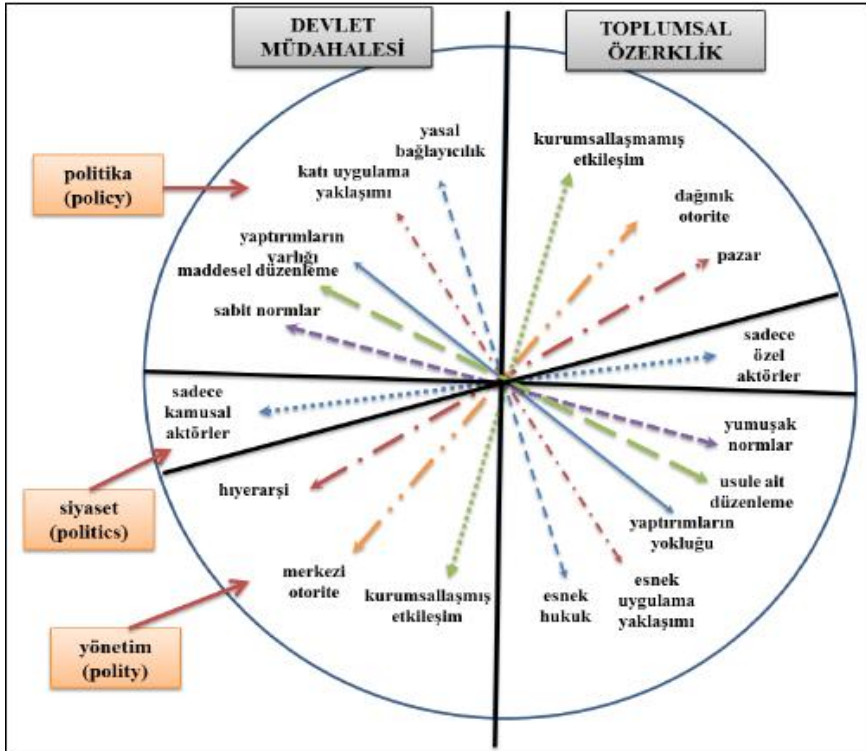 DEVLET
MÜDAHALESİ
TOPLUMSAL
ÖZERKLİK
politika
(policy)
yasal
bağlayıcılık
katı uygulama
yaklaşımı
yaptırımların
varlığı
maddesel düzenleme
sabit normlar
kurumsallaşmamış
etkileşim
dağınık
otorite
pazar
sadece
özel
aktörler
sadece
kamusal
aktörler
siyaset
(politics)
hıyerarşi
merkezi
otorite
kurumsallaşmış
etkileşim
yönetim
(polity)
yumuşak
normlar
usule ait
düzenleme
yaptırımların
yokluğu
esnek
uygulama
yaklaşımı
esnek
hukuk